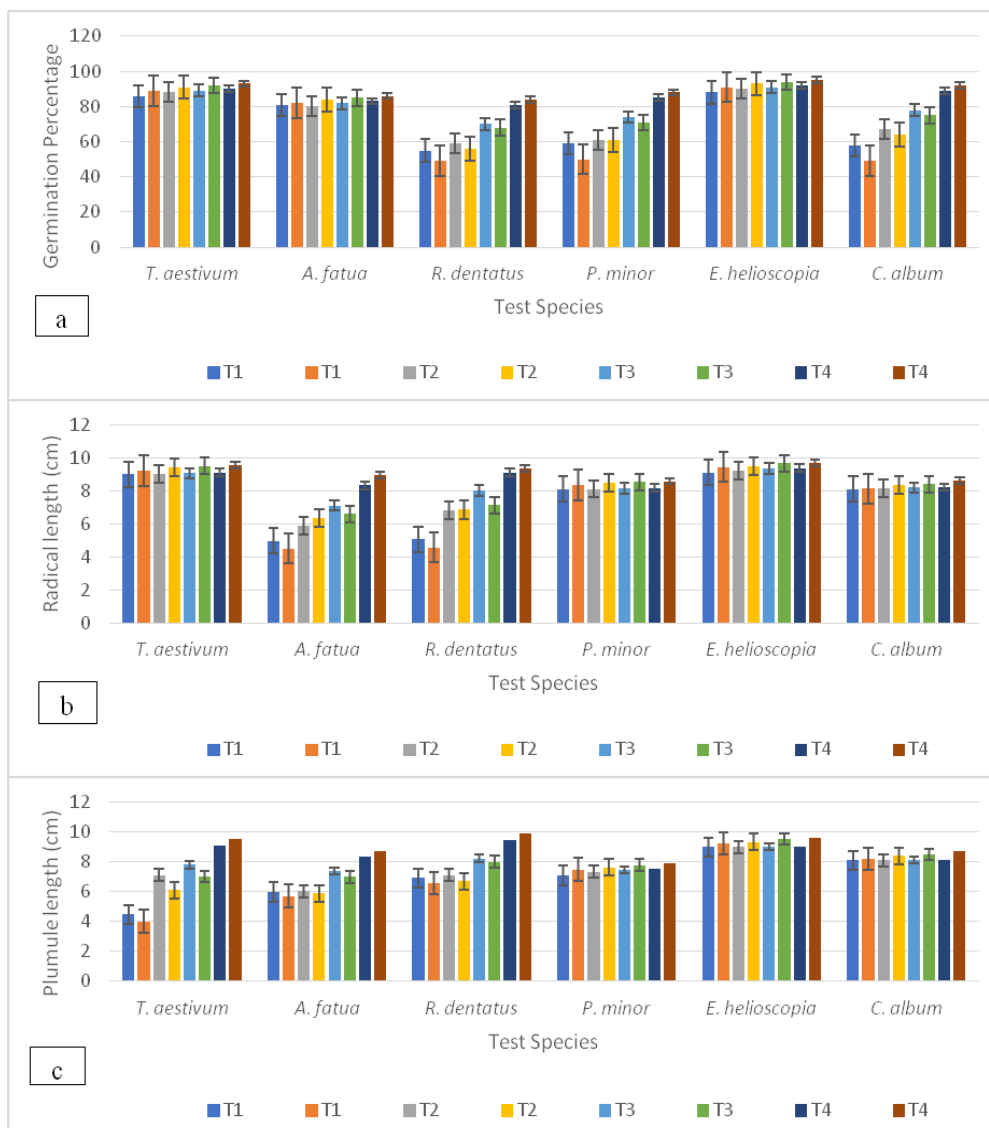 Germination Percentage
120
100
80
60
40
20
0
T. aestivum A. fatua R. dentatus P. minor E. helioscopia C. album
Test Species
a
T1 T1 T2 T2 T3 T3 T4 T4
Radical length (cm)
12
10
8
6
4
2
0
T. aestivum A. fatua R. dentatus P. minor E. helioscopia C. album
Test Species
b
T1 T1 T2 T2 T3 T3 T4 T4
Plumule length (cm)
12
10
8
6
4
2
0
T. aestivum A. fatua R. dentatus P. minor E. helioscopia C. album
Test Species
c
T1 T1 T2 T2 T3 T3 T4 T4